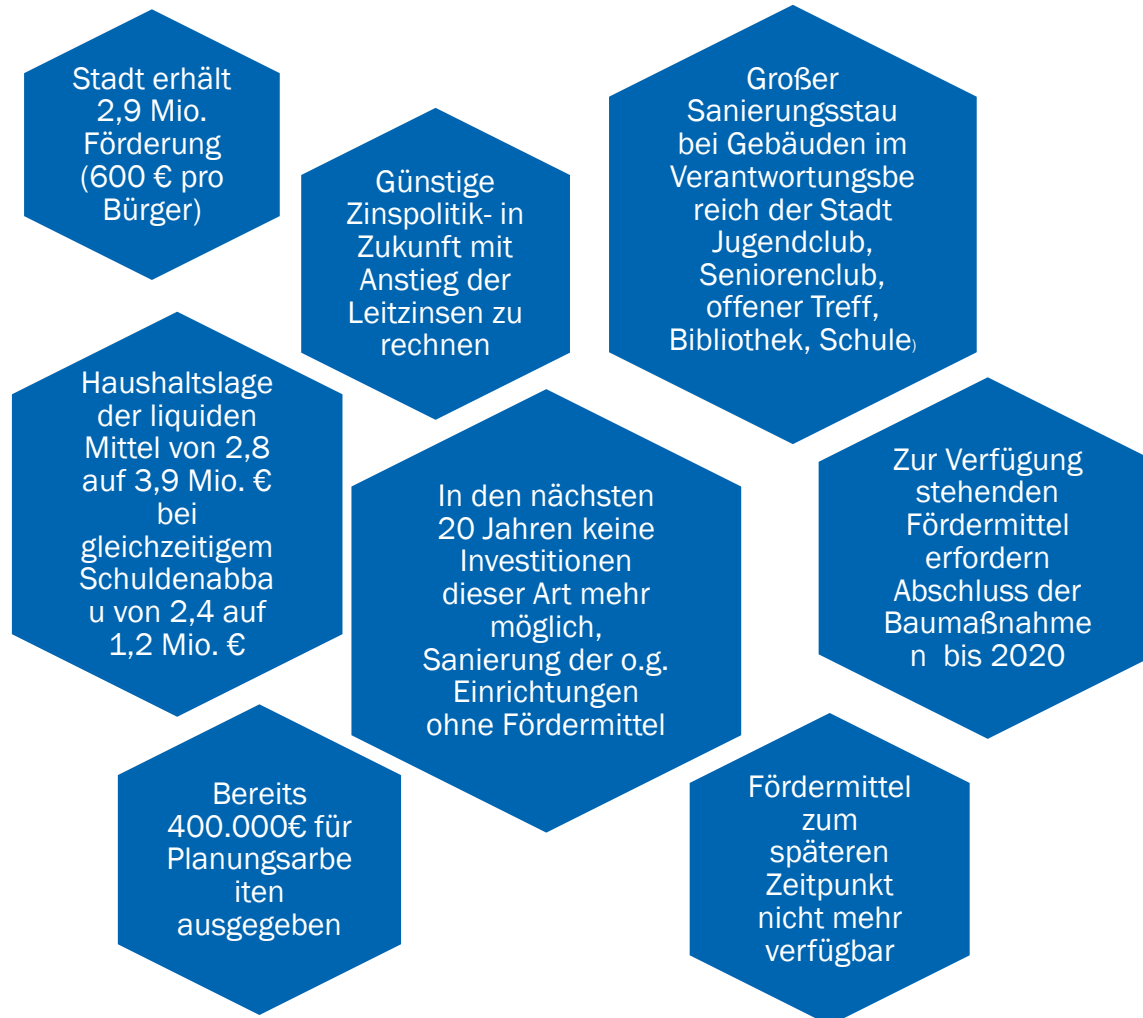 Stadt erhält
2,9 Mio.
Förderung
(600 € pro
Bürger)
Günstige
Zinspolitik- in
Zukunft mit
Anstieg der
Leitzinsen zu
rechnen
Großer
Sanierungsstau
bei Gebäuden im
Verantwortungsbe
reich der Stadt
Jugendclub,
Seniorenclub,
offener Treff,
Bibliothek, Schule)
Haushaltslage
der liquiden
Mittel von 2,8
auf 3,9 Mio. €
bei
gleichzeitigem
Schuldenabba
u von 2,4 auf
1,2 Mio. €
In den nächsten
20 Jahren keine
Investitionen
dieser Art mehr
möglich,
Sanierung der o.g.
Einrichtungen
ohne Fördermittel
Zur Verfügung
stehenden
Fördermittel
erfordern
Abschluss der
Baumaßnahme
n bis 2020
Bereits
400.000€ für
Planungsarbe
iten
ausgegeben
Fördermittel
zum
späteren
Zeitpunkt
nicht mehr
verfügbar